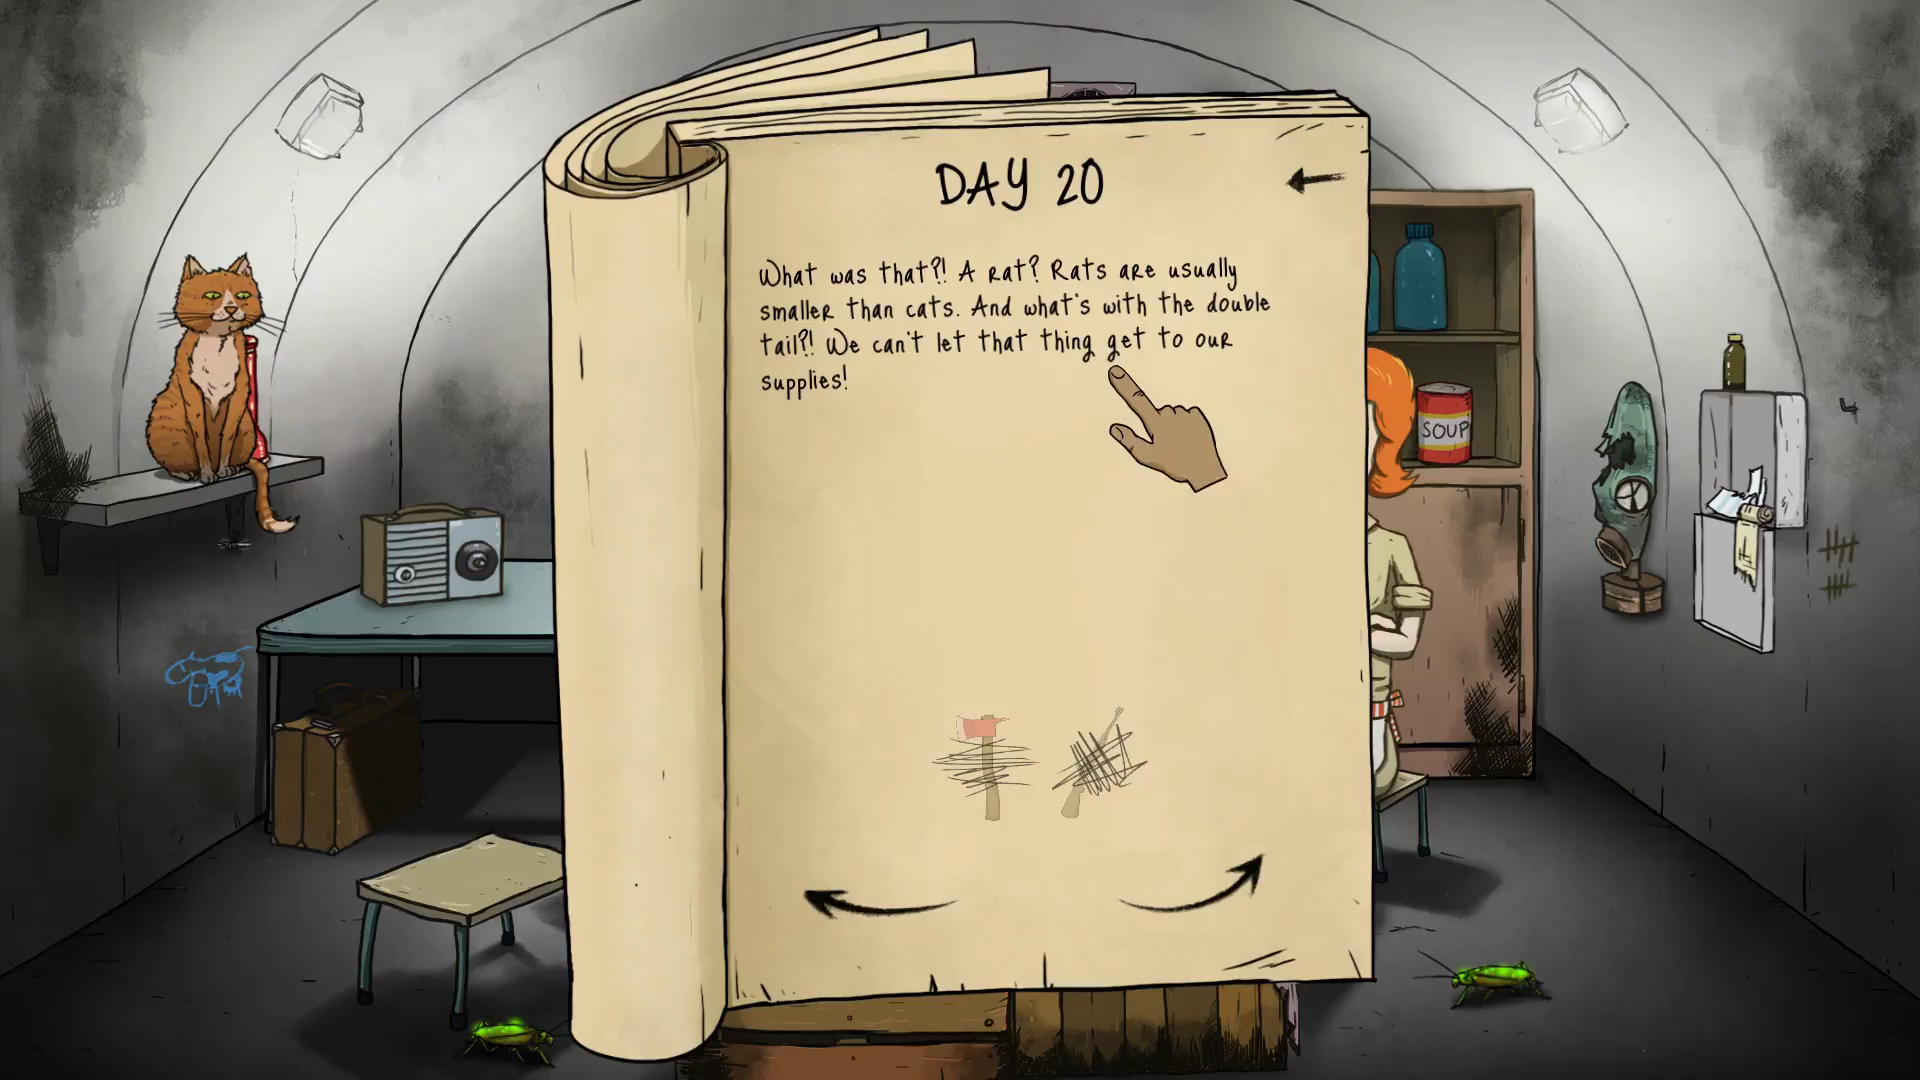 DAY 20
What was that?! A rat? Rats are usually
smaller than cats. And what's with the double
tail?! We can't let that thing get to our
supplies!
SOUP